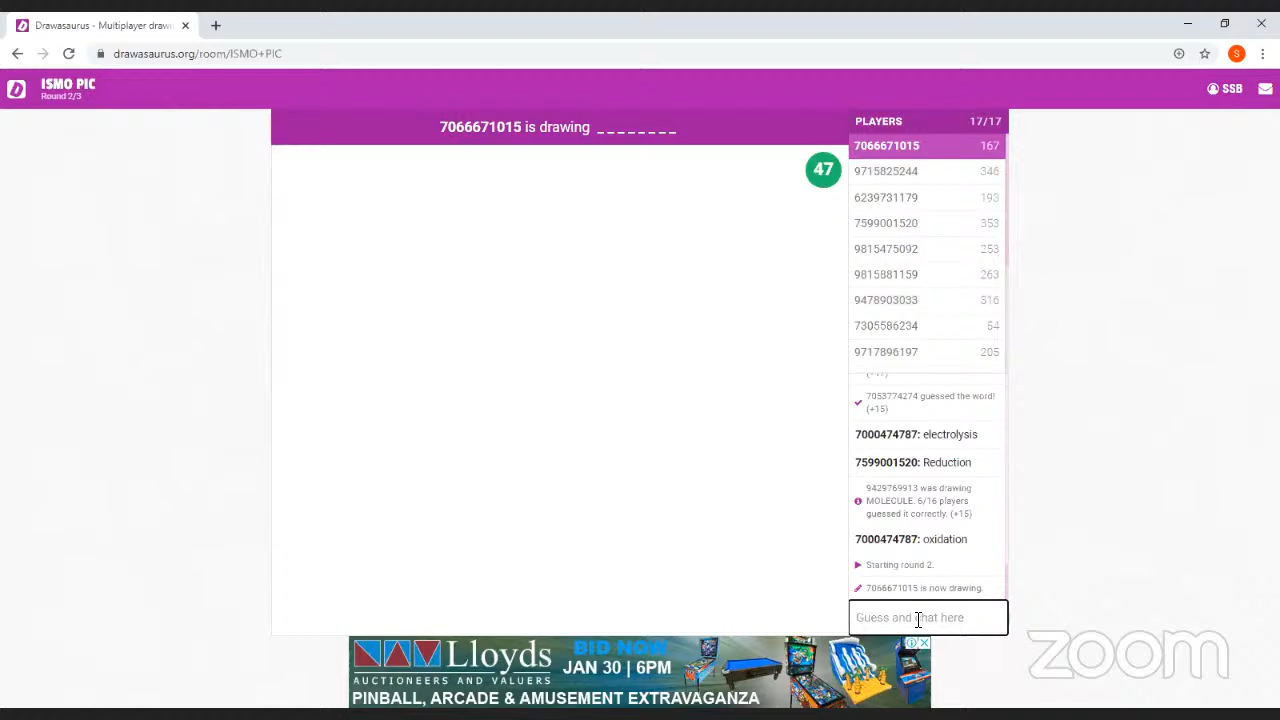 Drawasaurus - Multiplayer draw
drawasaurus.org/room/ISMO+PIC
S
ISMO PIC
Round 2/3
SSB
7066671015 is drawing _ _ _ _ _ _ _ _
47
PLAYERS 17/17
7066671015 167
9715825244 346
6239731179 193
7599001520 353
9815475092 253
9815881159 263
9478903033 316
7305586234 54
9717896197 205
7053774274 guessed the word!
(+15)
7000474787: electrolysis
7599001520: Reduction
9429769913 was drawing
MOLECULE. 6/16 players
guessed it correctly. (+15)
7000474787: oxidation
Starting round 2.
7066671015 is now drawing.
Guess and chat here
Lloyds
AUCTIONEERS AND VALUERS
BID NOW
JAN 30 | 6PM
PINBALL, ARCADE & AMUSEMENT EXTRAVAGANZA
zoom